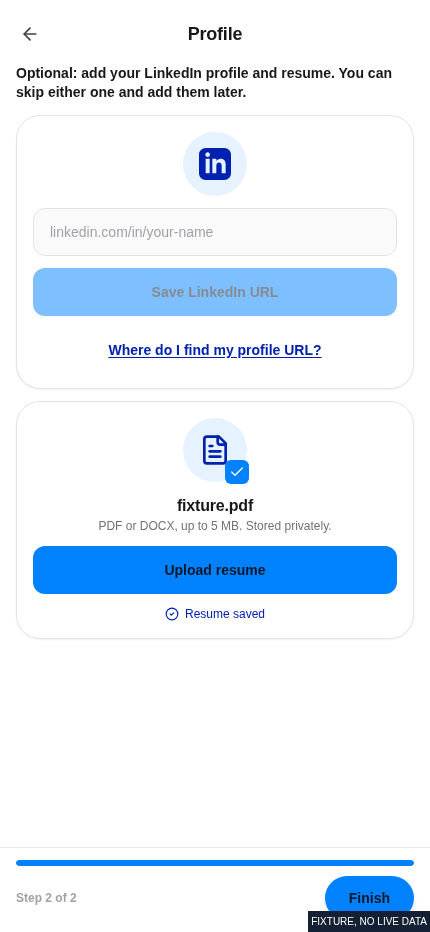 Profile
Optional: add your LinkedIn profile and resume. You can
skip either one and add them later.
in
linkedin.com/in/your-name
Save LinkedIn URL
Where do I find my profile URL?
fixture.pdf
PDF or DOCX, up to 5 MB. Stored privately.
Upload resume
Resume saved
Step 2 of 2
Finish
FIXTURE, NO LIVE DATA